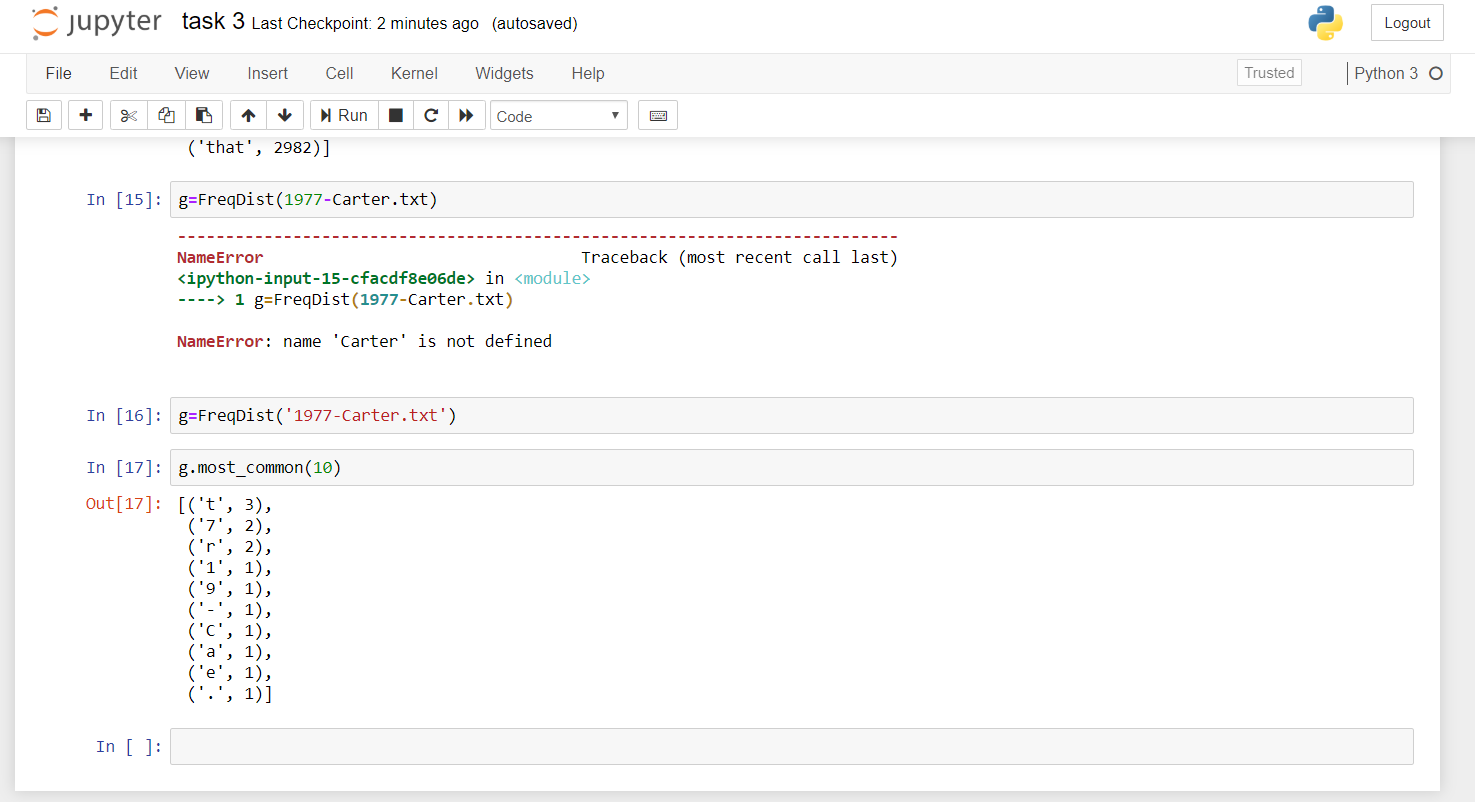 jupyter task 3 Last Checkpoint: 2 minutes ago (autosaved) Logout
File Edit View Insert Cell Kernel Widgets Help Trusted Python 3
Run Code
('that', 2982)]
In [15]: g=FreqDist(1977-Carter.txt)
---------------------------------------------------------------------------
NameError Traceback (most recent call last)
<ipython-input-15-cfacdf8e06de> in <module>
----> 1 g=FreqDist(1977-Carter.txt)
NameError: name 'Carter' is not defined
In [16]: g=FreqDist('1977-Carter.txt')
In [17]: g.most_common(10)
Out[17]: [('t', 3),
('7', 2),
('r', 2),
('1', 1),
('9', 1),
('-', 1),
('C', 1),
('a', 1),
('e', 1),
('.', 1)]
In [ ]: